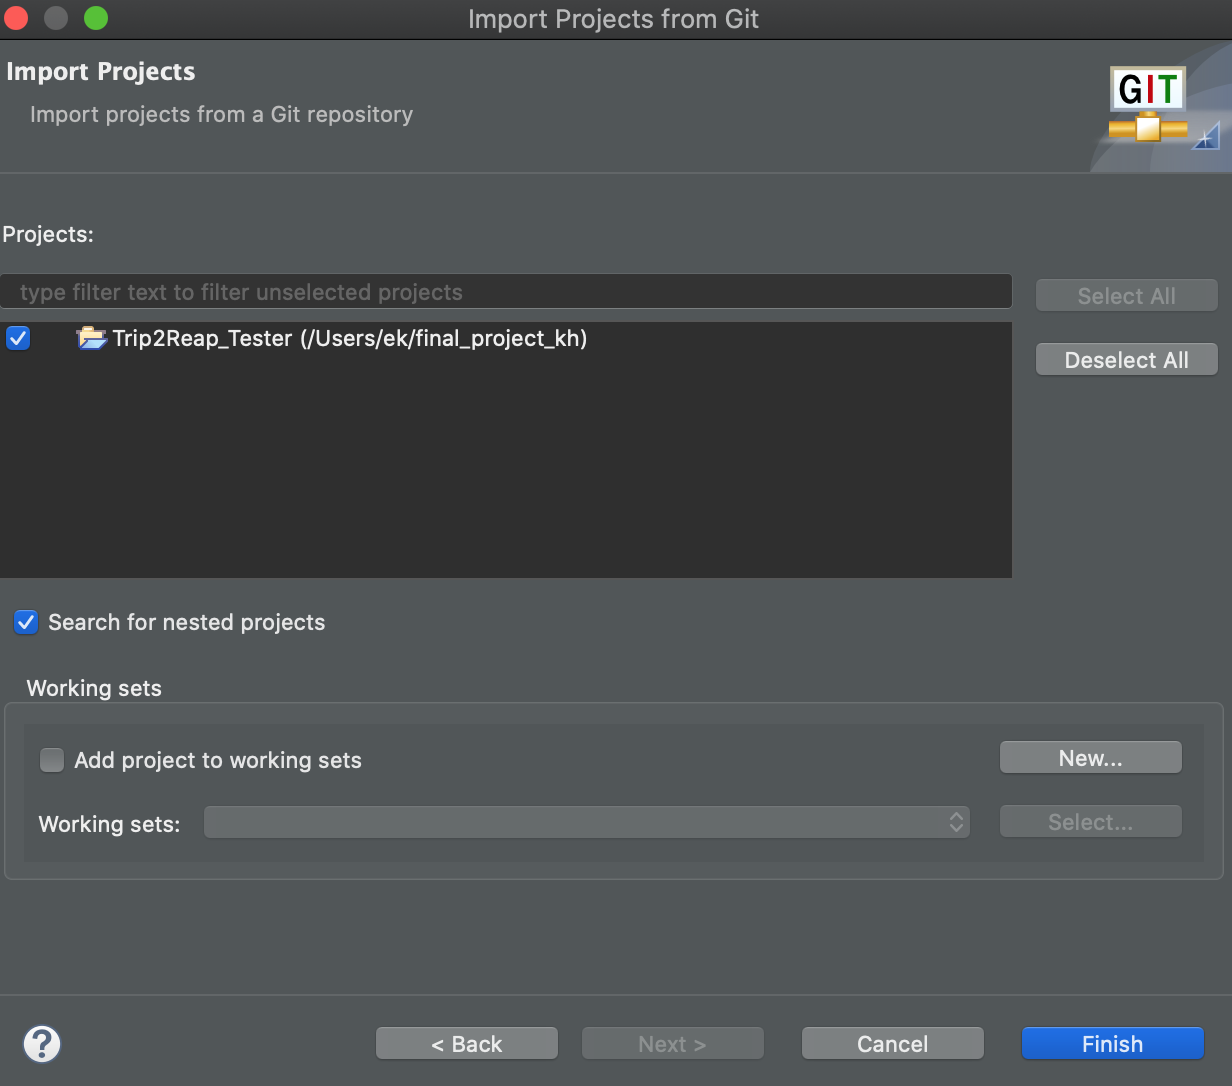 Import Projects from Git
Import Projects
Import projects from a Git repository
GIT
Projects:
type filter text to filter unselected projects
Select All
Trip2Reap_Tester (/Users/ek/final_project_kh)
Deselect All
Search for nested projects
Working sets
Add project to working sets
New...
Working sets:
Select...
?
< Back
Next >
Cancel
Finish